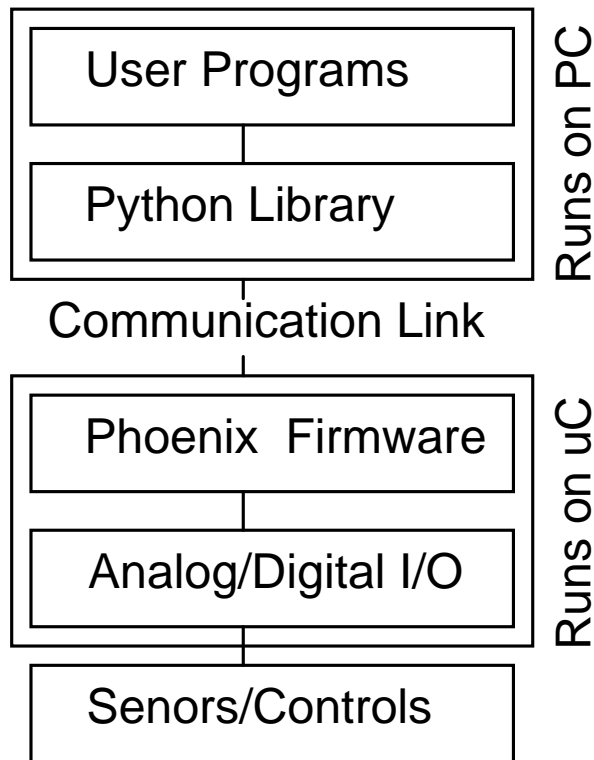 User Programs
Python Library
Runs on PC
Communication Link
Phoenix Firmware
Analog/Digital I/O
Runs on uC
Senors/Controls